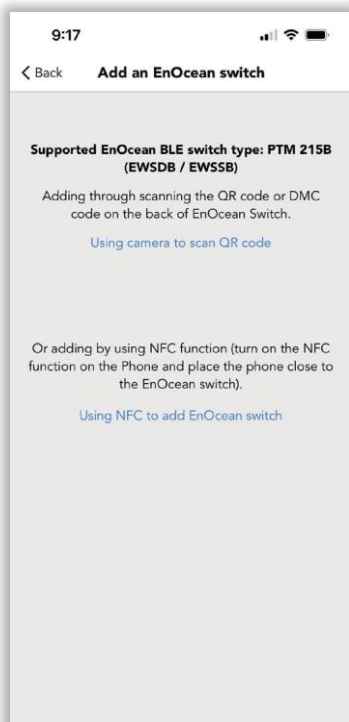 9:17
Back Add an EnOcean switch
Supported EnOcean BLE switch type: PTM 215B
(EWSDB / EWSSB)
Adding through scanning the QR code or DMC
code on the back of EnOcean Switch.
Using camera to scan QR code
Or adding by using NFC function (turn on the NFC
function on the Phone and place the phone close to
the EnOcean switch).
Using NFC to add EnOcean switch